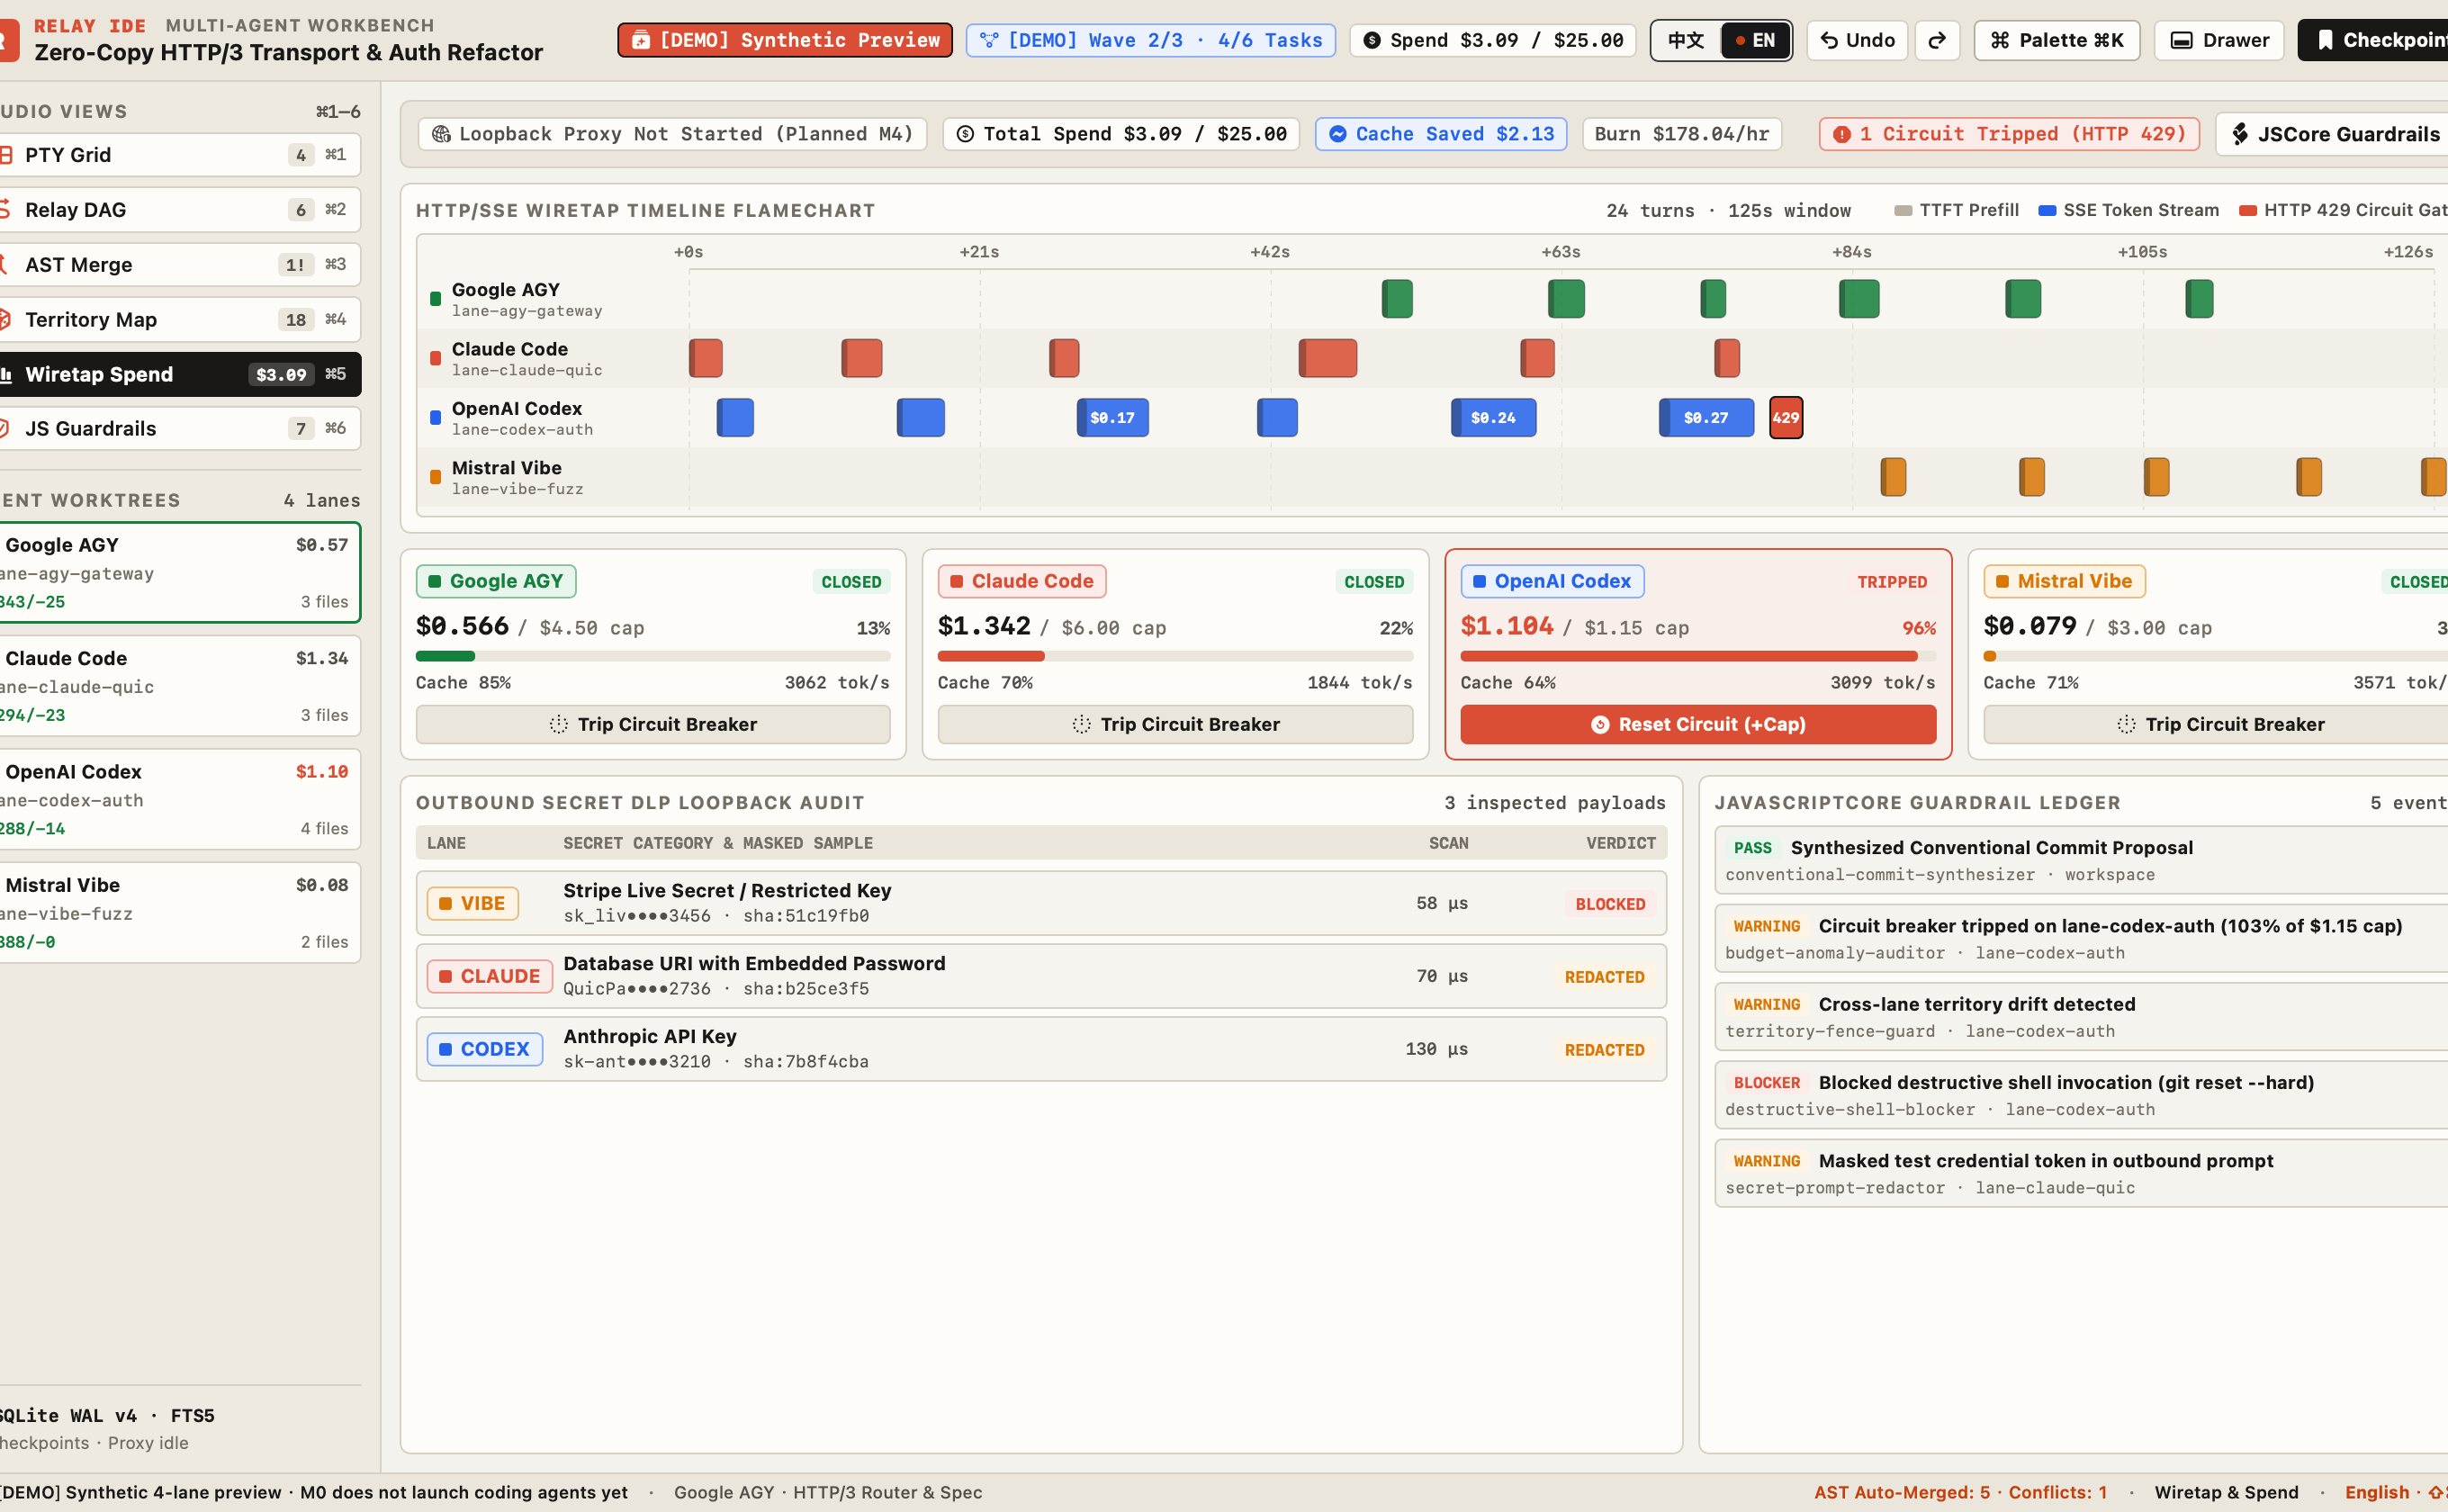 RELAY IDE MULTI-AGENT WORKBENCH
Zero-Copy HTTP/3 Transport & Auth Refactor
[DEMO] Synthetic Preview
[DEMO] Wave 2/3 · 4/6 Tasks
Spend $3.09 / $25.00
中文 EN
Undo
⌘ Palette ⌘K
Drawer
Checkpoin
UDIO VIEWS ⌘1–6
PTY Grid 4 ⌘1
Relay DAG 6 ⌘2
AST Merge 1! ⌘3
Territory Map 18 ⌘4
Wiretap Spend $3.09 ⌘5
JS Guardrails 7 ⌘6
ENT WORKTREES 4 lanes
Google AGY $0.57
ane-agy-gateway
343/-25 3 files
Claude Code $1.34
ane-claude-quic
294/-23 3 files
OpenAI Codex $1.10
ane-codex-auth
288/-14 4 files
Mistral Vibe $0.08
ane-vibe-fuzz
388/-0 2 files
SQLite WAL v4 · FTS5
heckpoints · Proxy idle
Loopback Proxy Not Started (Planned M4)
Total Spend $3.09 / $25.00
Cache Saved $2.13
Burn $178.04/hr
1 Circuit Tripped (HTTP 429)
JSCore Guardrails
HTTP/SSE WIRETAP TIMELINE FLAMECHART
24 turns · 125s window
TTFT Prefill
SSE Token Stream
HTTP 429 Circuit Gat
+0s +21s +42s +63s +84s +105s +126s
Google AGY
lane-agy-gateway
Claude Code
lane-claude-quic
OpenAI Codex
lane-codex-auth
$0.17 $0.24 $0.27 429
Mistral Vibe
lane-vibe-fuzz
Google AGY CLOSED
$0.566 / $4.50 cap 13%
Cache 85% 3062 tok/s
Trip Circuit Breaker
Claude Code CLOSED
$1.342 / $6.00 cap 22%
Cache 70% 1844 tok/s
Trip Circuit Breaker
OpenAI Codex TRIPPED
$1.104 / $1.15 cap 96%
Cache 64% 3099 tok/s
Reset Circuit (+Cap)
Mistral Vibe CLOSED
$0.079 / $3.00 cap 3
Cache 71% 3571 tok/
Trip Circuit Breaker
OUTBOUND SECRET DLP LOOPBACK AUDIT 3 inspected payloads
LANE SECRET CATEGORY & MASKED SAMPLE SCAN VERDICT
VIBE Stripe Live Secret / Restricted Key 58 µs BLOCKED
sk_liv●●●●3456 · sha:51c19fb0
CLAUDE Database URI with Embedded Password 70 µs REDACTED
QuicPa●●●●2736 · sha:b25ce3f5
CODEX Anthropic API Key 130 µs REDACTED
sk-ant●●●●3210 · sha:7b8f4cba
JAVASCRIPTCORE GUARDRAIL LEDGER 5 event
PASS Synthesized Conventional Commit Proposal
conventional-commit-synthesizer · workspace
WARNING Circuit breaker tripped on lane-codex-auth (103% of $1.15 cap)
budget-anomaly-auditor · lane-codex-auth
WARNING Cross-lane territory drift detected
territory-fence-guard · lane-codex-auth
BLOCKER Blocked destructive shell invocation (git reset --hard)
destructive-shell-blocker · lane-codex-auth
WARNING Masked test credential token in outbound prompt
secret-prompt-redactor · lane-claude-quic
[DEMO] Synthetic 4-lane preview · M0 does not launch coding agents yet · Google AGY · HTTP/3 Router & Spec
AST Auto-Merged: 5 · Conflicts: 1 · Wiretap & Spend · English · ⇧